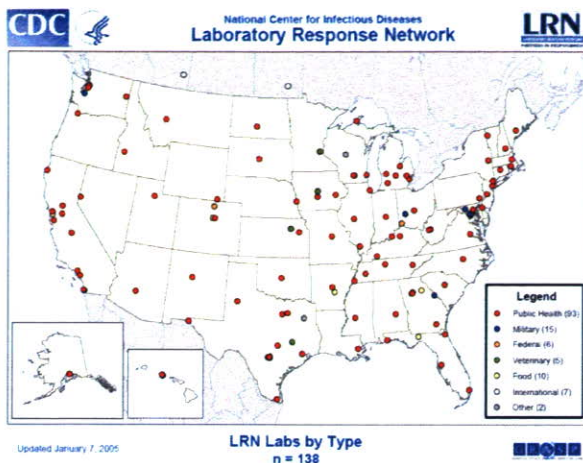 CDC
National Center for Infectious Diseases
Laboratory Response Network
LRN
Legend
Public Health (93)
Military (15)
Federal (6)
Veterinary (5)
Food (10)
International (7)
Other (2)
Updated January 7, 2005
LRN Labs by Type
n = 138